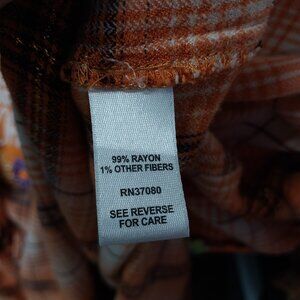 99% RAYON
1% OTHER FIBERS
RN37080
SEE REVERSE
FOR CARE